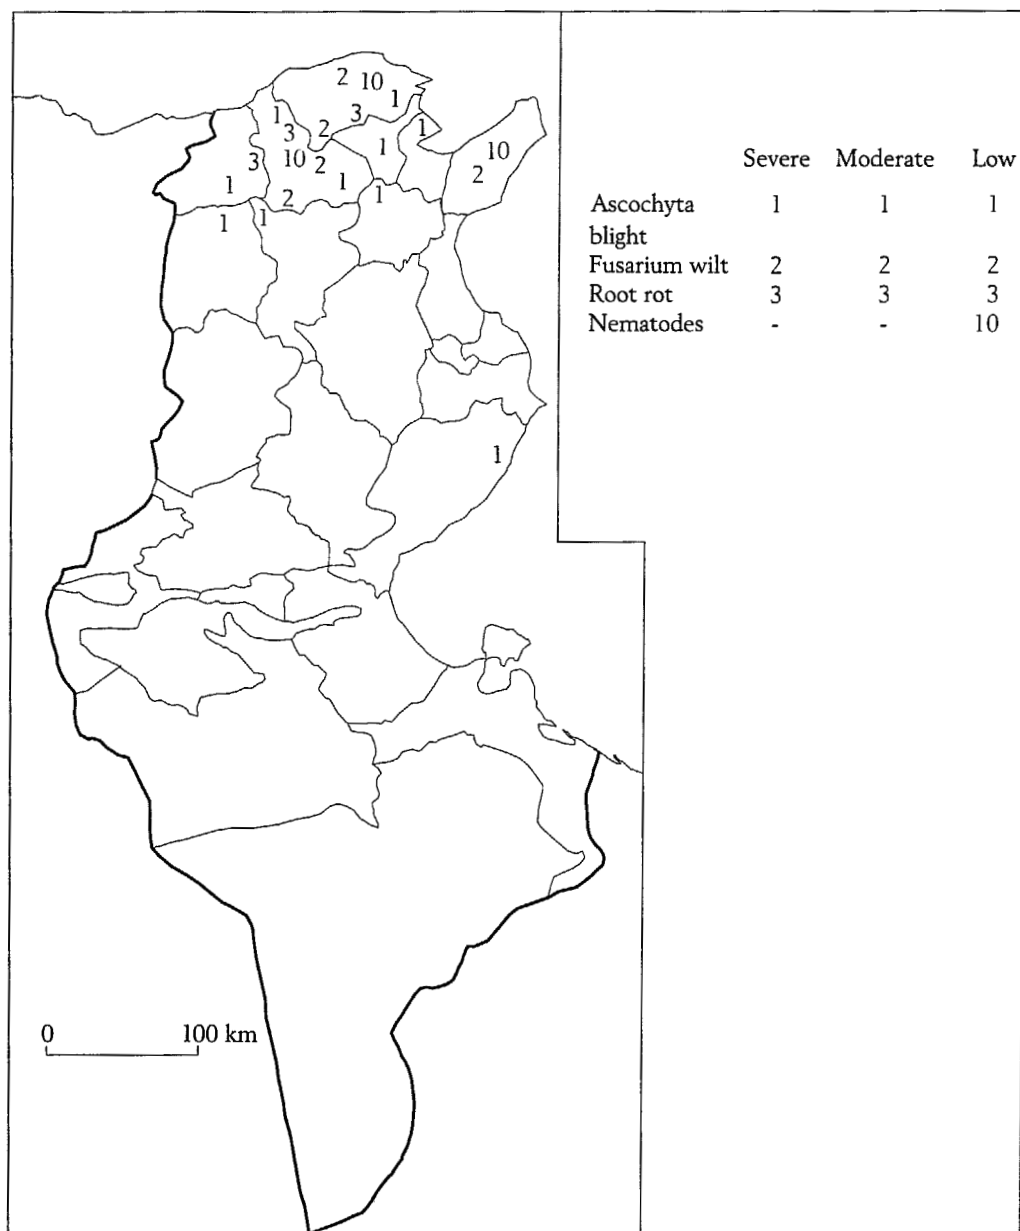 2 10
1
1 3
3 2 1
1
10 2
3
1 1
2 1
1 1
10
2
1
0 100 km
Severe Moderate Low
Ascochyta 1 1 1
blight
Fusarium wilt 2 2 2
Root rot 3 3 3
Nematodes - - 10